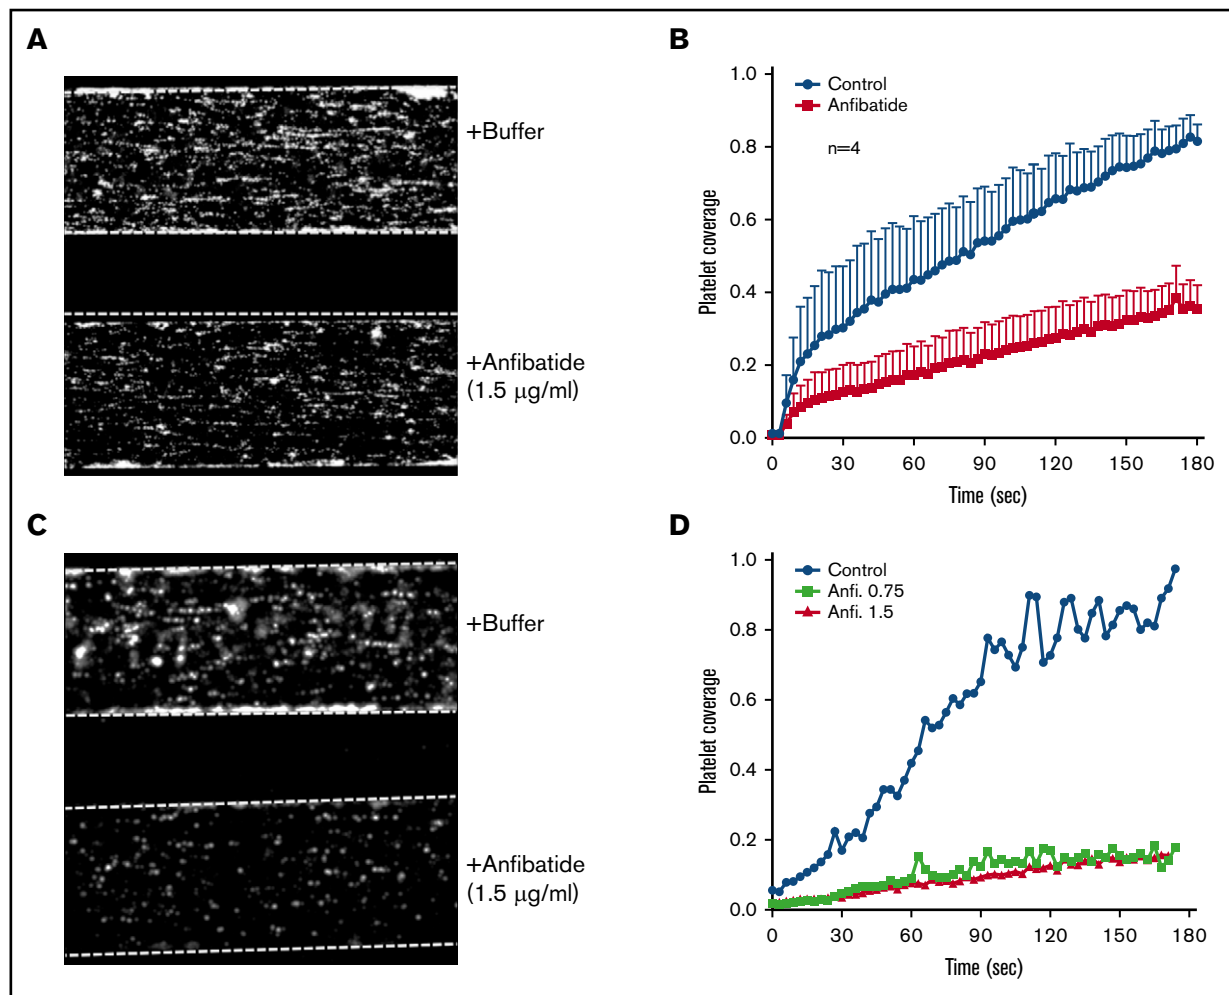 A
+Buffer
+Anfibatide
(1.5 µg/ml)
B
Control
Anfibatide
n=4
1.0
0.8
0.6
0.4
0.2
0.0
Platelet coverage
0 30 60 90 120 150 180
Time (sec)
C
+Buffer
+Anfibatide
(1.5 µg/ml)
D
Control
Anfi. 0.75
Anfi. 1.5
1.0
0.8
0.6
0.4
0.2
0.0
Platelet coverage
0 30 60 90 120 150 180
Time (sec)